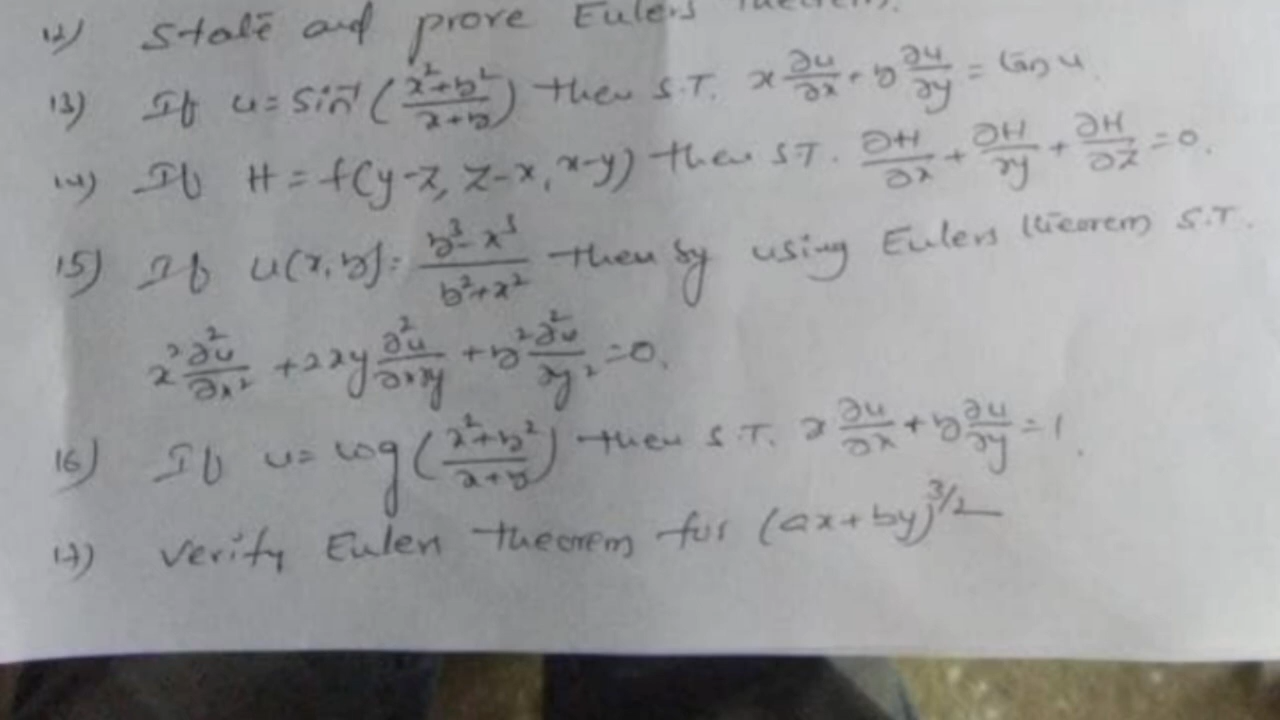 12) State and prove Eulers Theorem.
13) If u = sin⁻¹(x²+y²/x+y) then S.T. x ∂u/∂x + y ∂u/∂y = tan u.
14) If H = f(y-z, z-x, x-y) then S.T. ∂H/∂x + ∂H/∂y + ∂H/∂z = 0.
15) If u(x,y) = y³-x³/y²+x² then by using Eulers theorem S.T.
x² ∂²u/∂x² + 2xy ∂²u/∂x∂y + y² ∂²u/∂y² = 0.
16) If u = log(x²+y²/x+y) then S.T. x ∂u/∂x + y ∂u/∂y = 1.
17) Verify Eulers theorem for (ax+by)^3/2